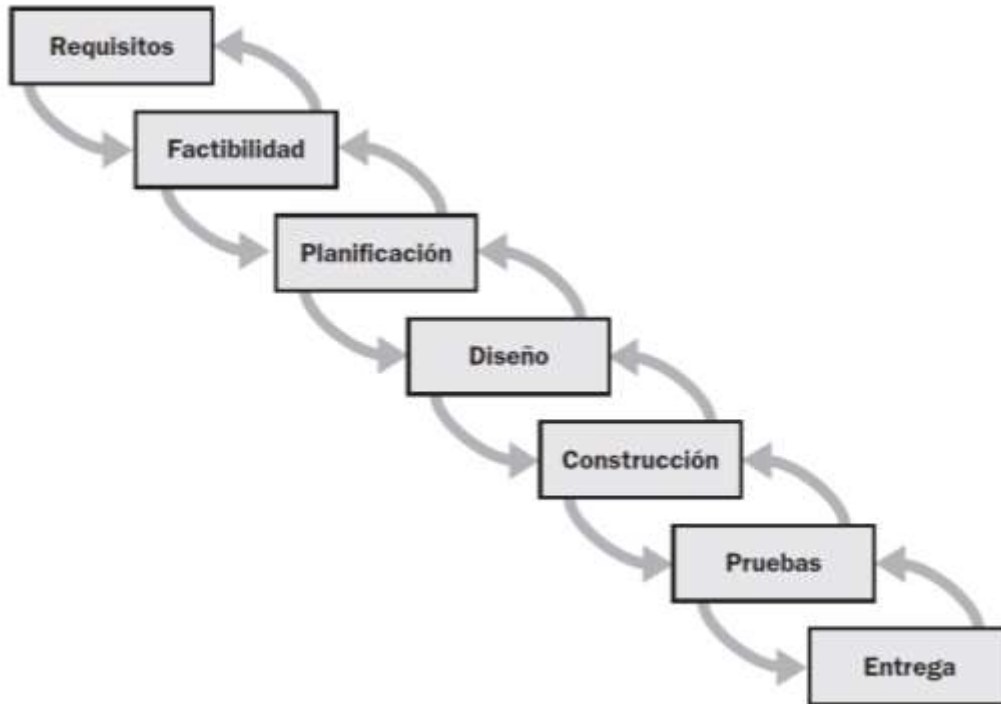 Requisitos
Factibilidad
Planificación
Diseño
Construcción
Pruebas
Entrega